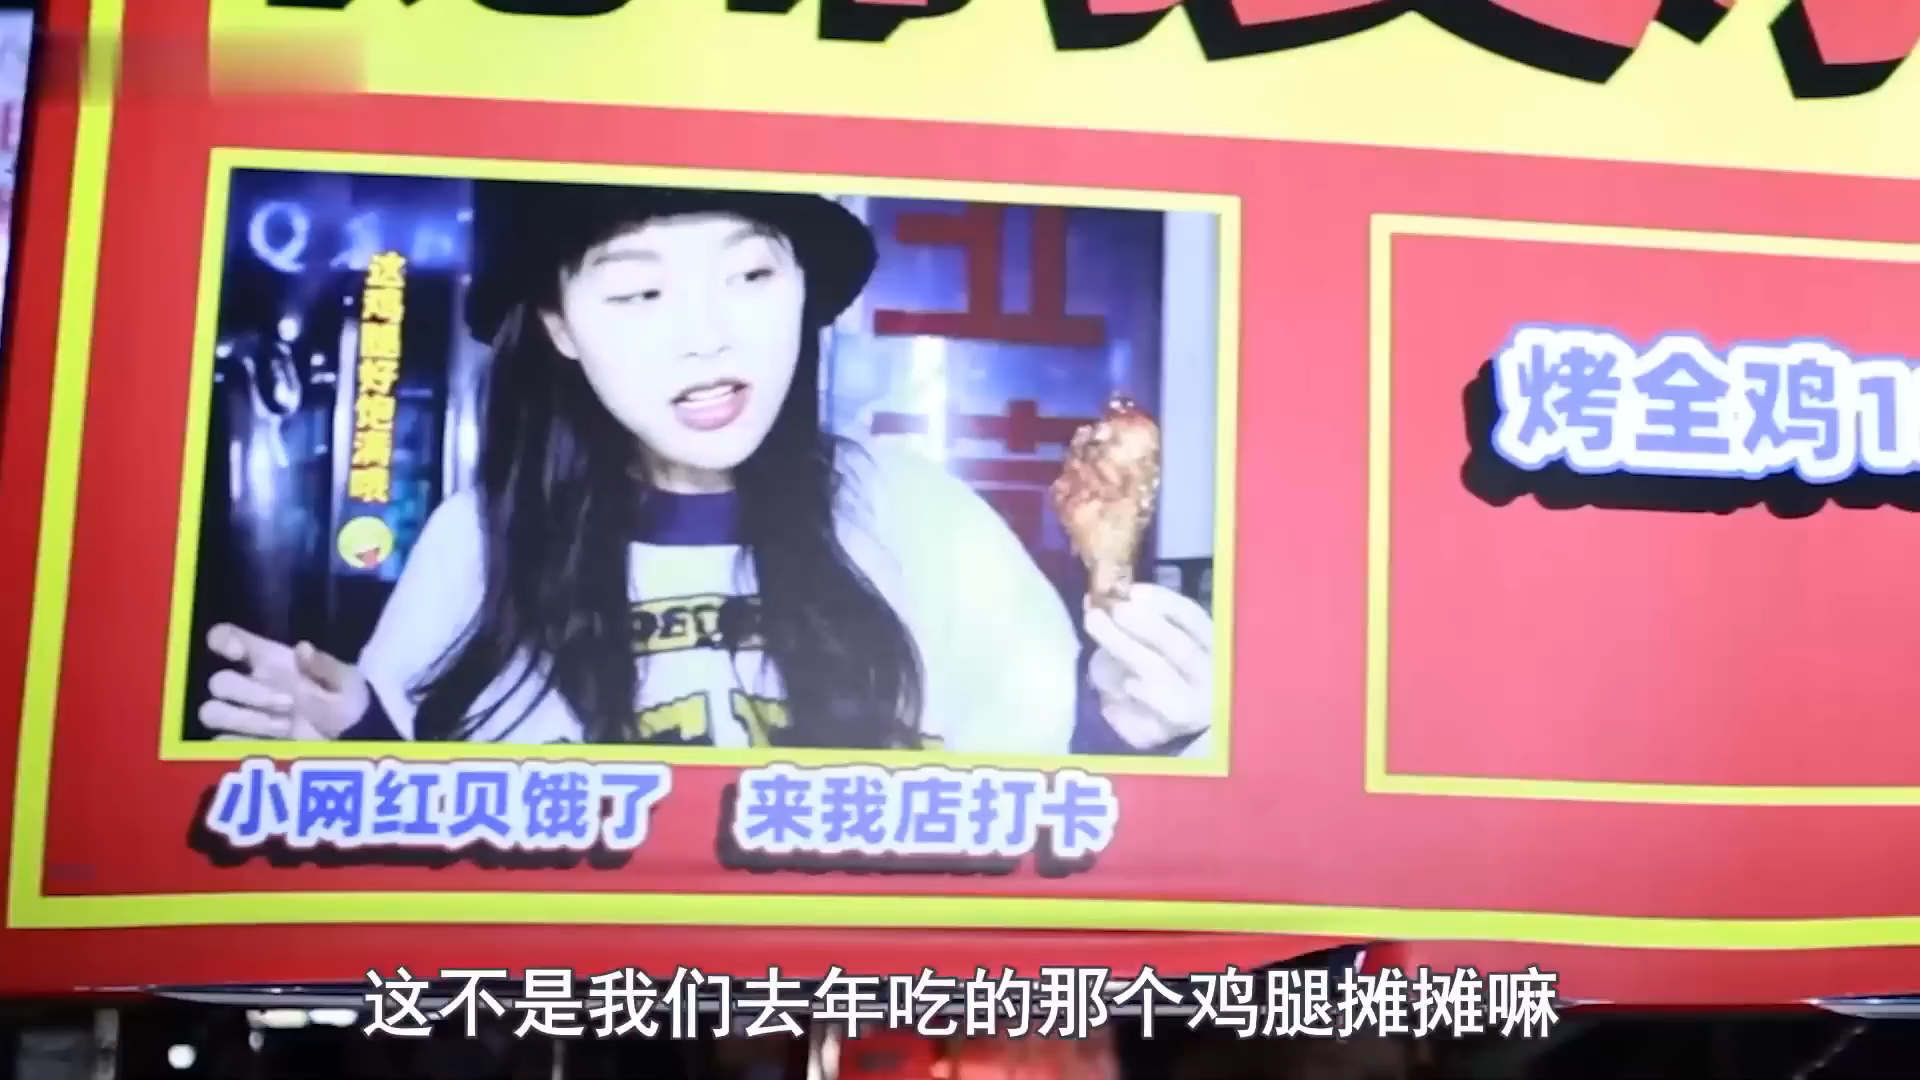 这鸡腿好饱满哦
烤全鸡1
小网红贝饿了 来我店打卡
这不是我们去年吃的那个鸡腿摊摊嘛